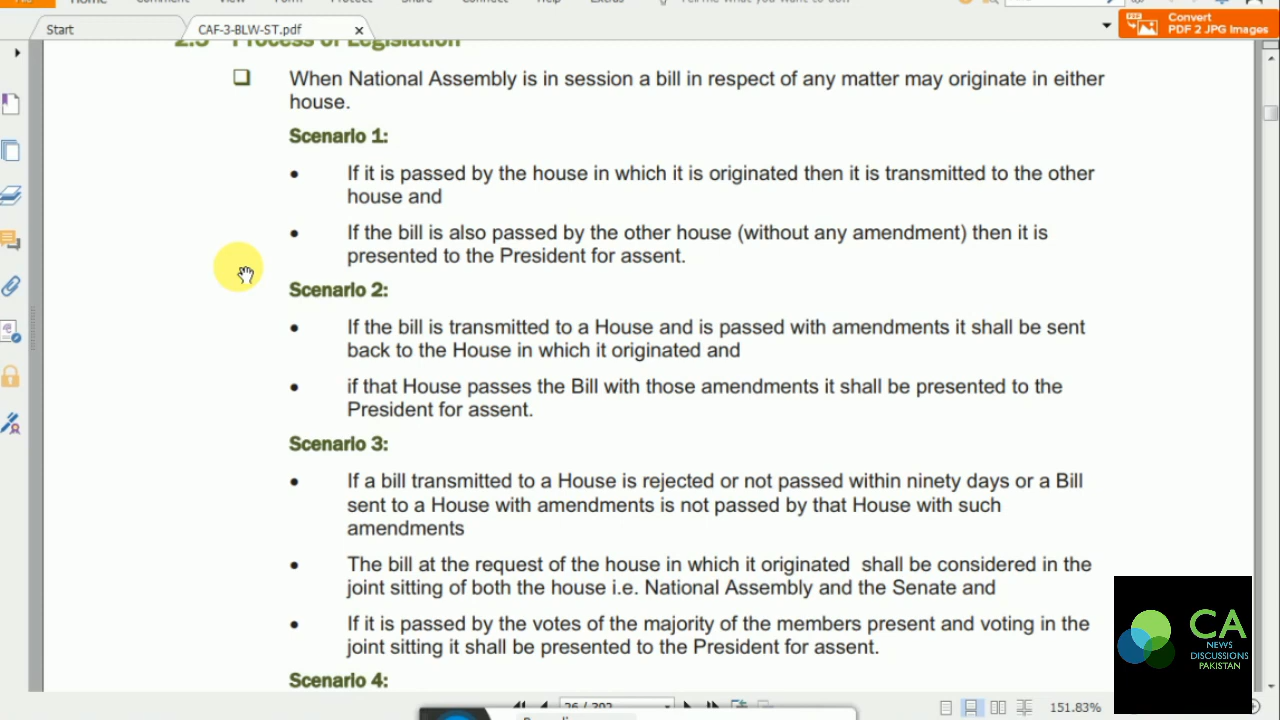 Start
CAF-3-BLW-ST.pdf
Convert
PDF 2 JPG Images
2.3 Process of Legislation
When National Assembly is in session a bill in respect of any matter may originate in either
house.
Scenario 1:
• If it is passed by the house in which it is originated then it is transmitted to the other
house and
• If the bill is also passed by the other house (without any amendment) then it is
presented to the President for assent.
Scenario 2:
• If the bill is transmitted to a House and is passed with amendments it shall be sent
back to the House in which it originated and
• if that House passes the Bill with those amendments it shall be presented to the
President for assent.
Scenario 3:
• If a bill transmitted to a House is rejected or not passed within ninety days or a Bill
sent to a House with amendments is not passed by that House with such
amendments
• The bill at the request of the house in which it originated shall be considered in the
joint sitting of both the house i.e. National Assembly and the Senate and
• If it is passed by the votes of the majority of the members present and voting in the
joint sitting it shall be presented to the President for assent.
Scenario 4:
CA
NEWS
DISCUSSIONS
PAKISTAN
26 / 392
151.83%